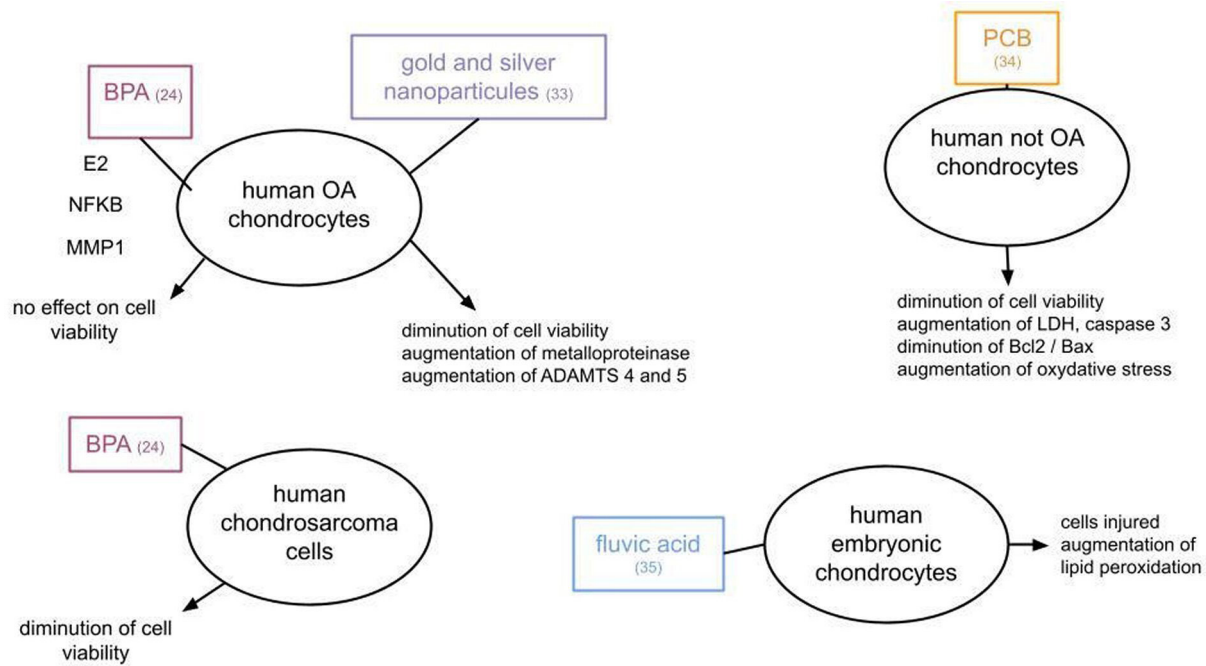 BPA (24)
E2
NFKB
MMP1
gold and silver
nanoparticules (33)
human OA
chondrocytes
no effect on cell
viability
diminution of cell viability
augmentation of metalloproteinase
augmentation of ADAMTS 4 and 5
PCB
(34)
human not OA
chondrocytes
diminution of cell viability
augmentation of LDH, caspase 3
diminution of Bcl2 / Bax
augmentation of oxydative stress
BPA (24)
human
chondrosarcoma
cells
diminution of cell
viability
fluvic acid
(35)
human
embryonic
chondrocytes
cells injured
augmentation of
lipid peroxidation